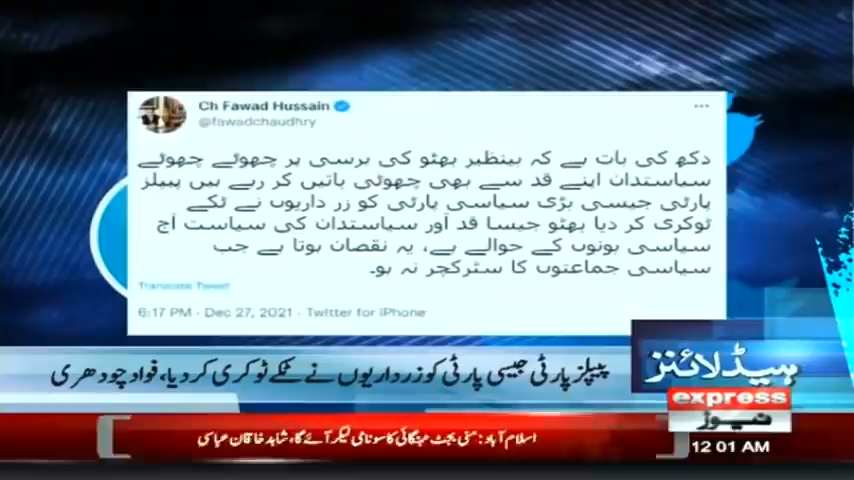 Ch Fawad Hussain
@fawadchaudhry
دکھ کی بات ہے کہ بینظیر بھٹو کی برسی پر چھوٹے چھوٹے
سیاستدان اپنے قد سے بھی چھوٹی باتیں کر رہے ہیں پیپلز
پارٹی جیسی بڑی سیاسی پارٹی کو زر داریوں نے ٹکے
ٹوکری کر دیا بھٹو جیسا قد آور سیاستدان کی سیاست آج
سیاسی بونوں کے حوالے ہے، یہ نقصان ہوتا ہے جب
سیاسی جماعتوں کا سٹرکچر نہ ہو۔
Translate Tweet
6:17 PM · Dec 27, 2021 · Twitter for iPhone
پیپلز پارٹی جیسی پارٹی کو زرداریوں نے ٹکے ٹوکری کر دیا، فواد چودھری
ہیڈلائنز
express
نیوز
اسلام آباد: منی بجٹ مہنگائی کا سونامی لیکر آئے گا، شاہد خاقان عباسی
12:01 AM